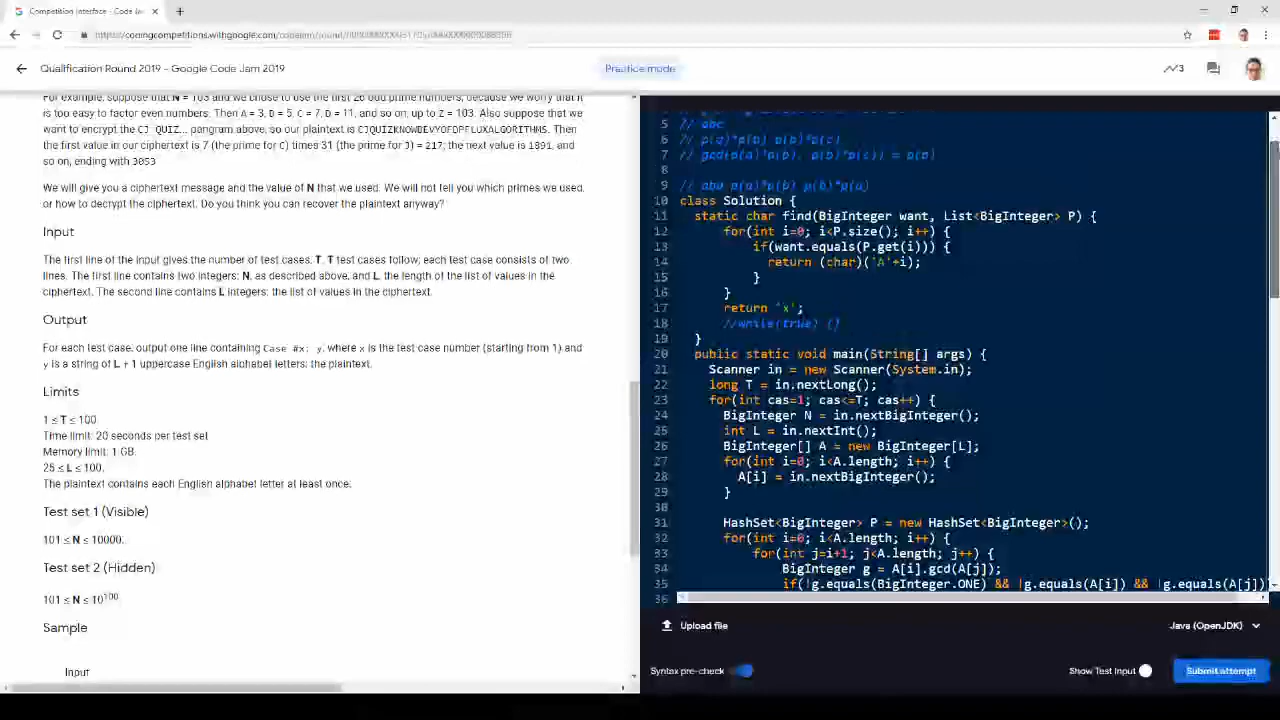 Competition Interface - Code Ja
Qualification Round 2019 - Google Code Jam 2019
Practice mode
3
For example, suppose that N = 103 and we chose to use the first 26 odd prime numbers, because we worry that it
is too easy to factor even numbers. Then A = 3, B = 5, C = 7, D = 11, and so on, up to Z = 103. Also suppose that we
want to encrypt the CJ QUIZ... pangram above, so our plaintext is CJQUIZKNOWBEVYOFDPFLUXALGORITHMS. Then
the first value in our ciphertext is 7 (the prime for C) times 31 (the prime for J) = 217; the next value is 1891, and
so on, ending with 3053
We will give you a ciphertext message and the value of N that we used. We will not tell you which primes we used,
or how to decrypt the ciphertext. Do you think you can recover the plaintext anyway?
Input
The first line of the input gives the number of test cases, T. T test cases follow; each test case consists of two
lines. The first line contains two integers: N, as described above, and L, the length of the list of values in the
ciphertext. The second line contains L integers: the list of values in the ciphertext.
Output
For each test case, output one line containing Case #x: y, where x is the test case number (starting from 1) and
y is a string of L + 1 uppercase English alphabet letters: the plaintext.
Limits
1 ≤ T ≤ 100.
Time limit: 20 seconds per test set
Memory limit: 1 GB.
25 ≤ L ≤ 100.
The plaintext contains each English alphabet letter at least once.
Test set 1 (Visible)
101 ≤ N ≤ 10000.
Test set 2 (Hidden)
101 ≤ N ≤ 10^100
Sample
Input
5 // abc
6 // p(a)*p(b) p(b)*p(c)
7 // gcd(p(a)*p(b), p(b)*p(c)) = p(b)
8
9 // aba p(a)*p(b) p(b)*p(a)
10 class Solution {
11 static char find(BigInteger want, List<BigInteger> P) {
12 for(int i=0; i<P.size(); i++) {
13 if(want.equals(P.get(i))) {
14 return (char)('A'+i);
15 }
16 }
17 return 'x';
18 //while(true) {}
19 }
20 public static void main(String[] args) {
21 Scanner in = new Scanner(System.in);
22 long T = in.nextLong();
23 for(int cas=1; cas<=T; cas++) {
24 BigInteger N = in.nextBigInteger();
25 int L = in.nextInt();
26 BigInteger[] A = new BigInteger[L];
27 for(int i=0; i<A.length; i++) {
28 A[i] = in.nextBigInteger();
29 }
30
31 HashSet<BigInteger> P = new HashSet<BigInteger>();
32 for(int i=0; i<A.length; i++) {
33 for(int j=i+1; j<A.length; j++) {
34 BigInteger g = A[i].gcd(A[j]);
35 if(!g.equals(BigInteger.ONE) && !g.equals(A[i]) && !g.equals(A[j])
36
Upload file
Java (OpenJDK)
Syntax pre-check
Show Test Input
Submit attempt